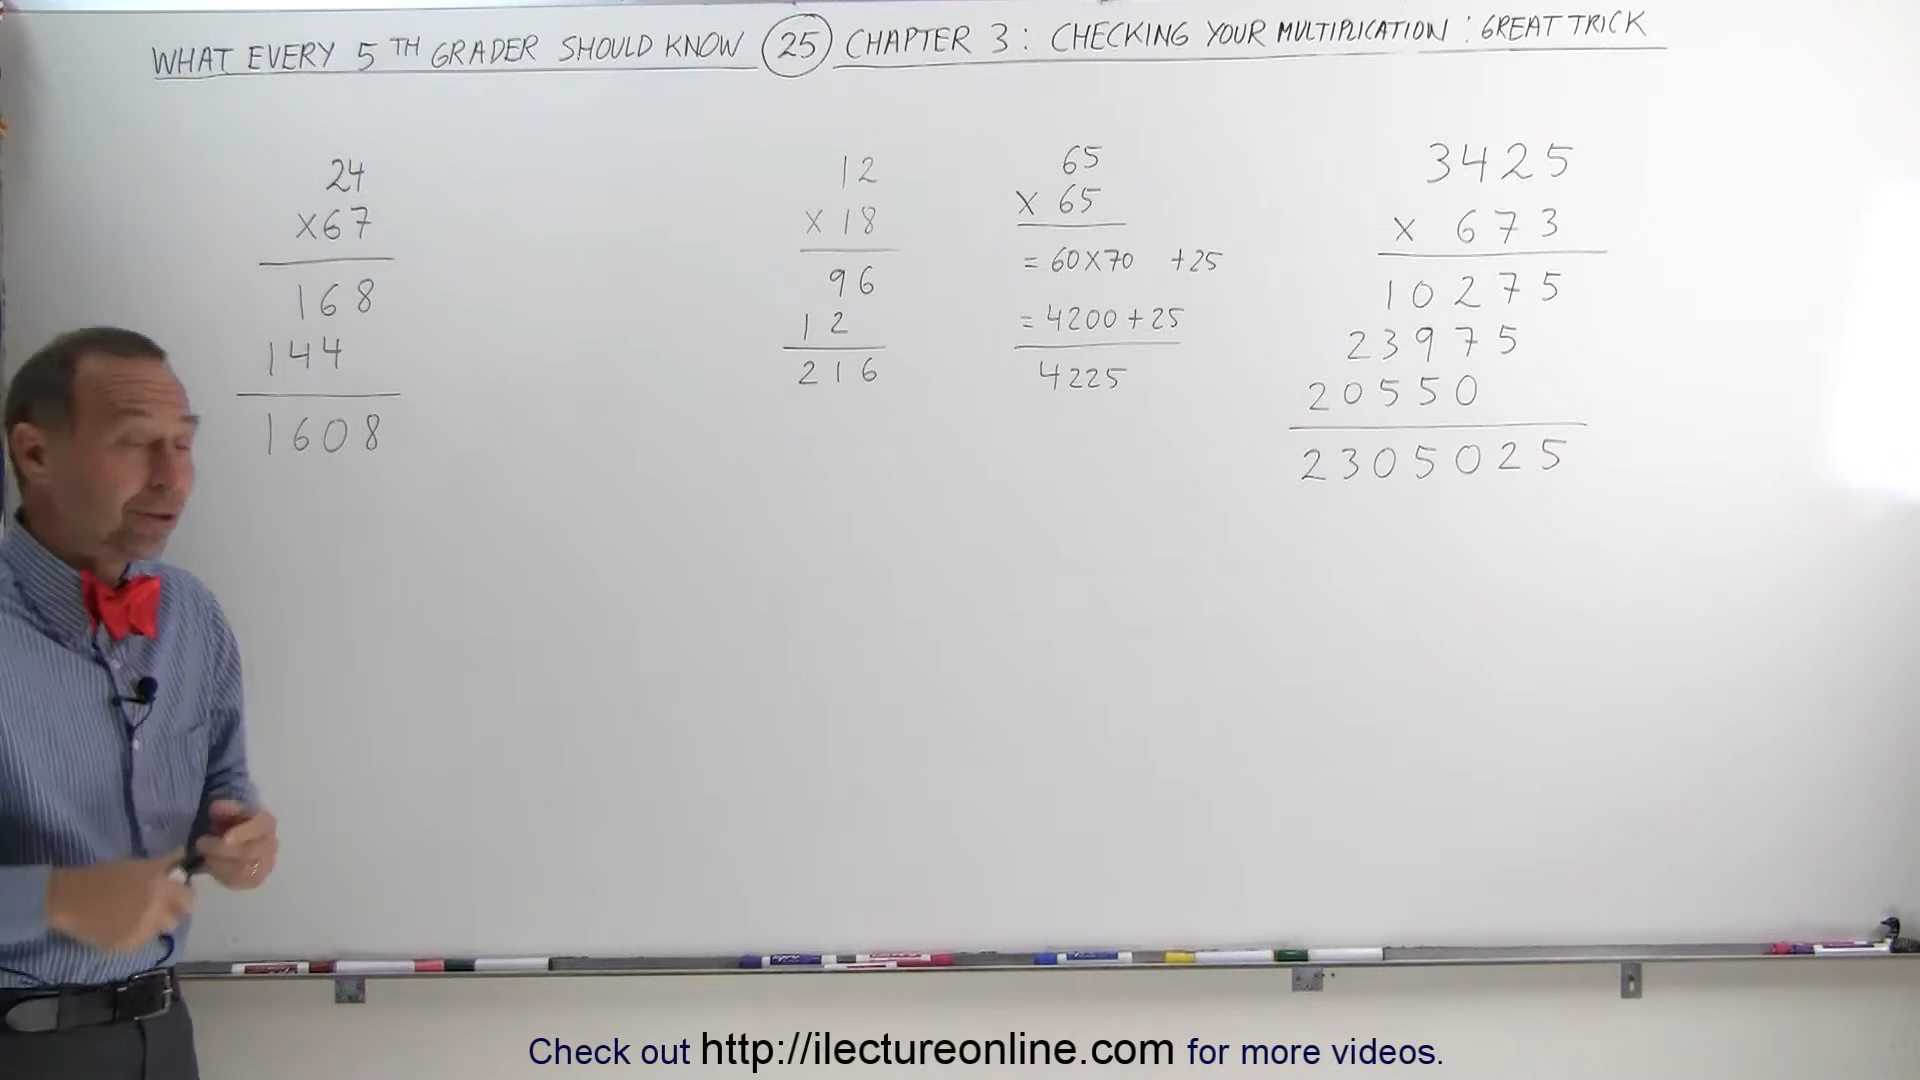 WHAT EVERY 5 TH GRADER SHOULD KNOW 25 CHAPTER 3 : CHECKING YOUR MULTIPLICATION : GREAT TRICK
24
X67
168
144
1608
12
X 18
96
12
216
65
X 65
= 60X70 +25
= 4200+25
4225
3425
X 673
10275
23975
20550
2305025
Check out http://ilectureonline.com for more videos.